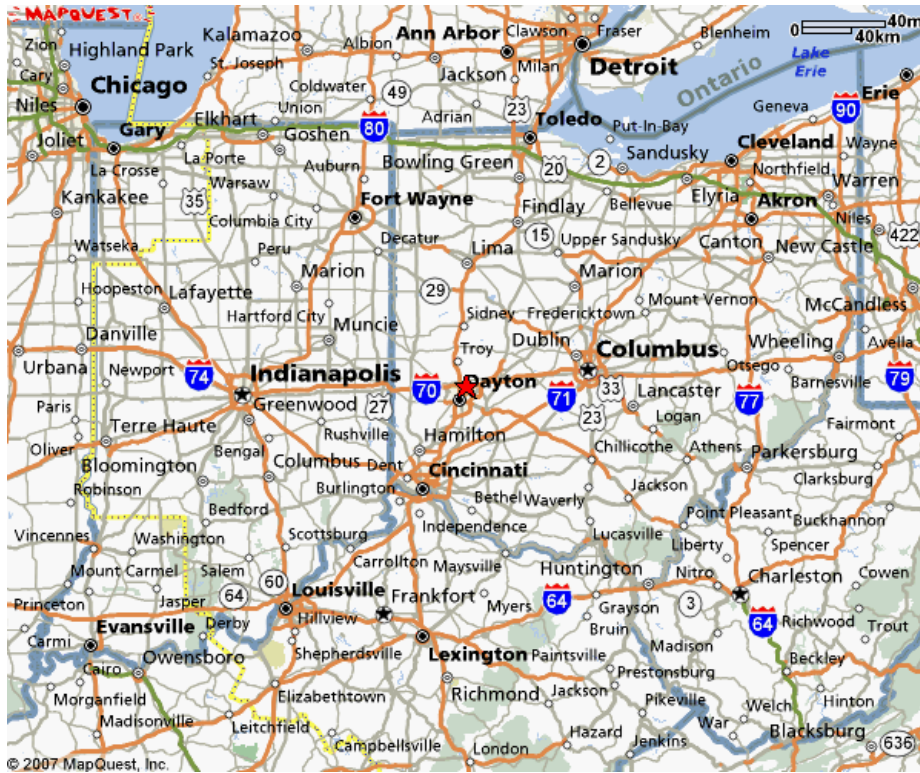 MAPQUEST
Zion
Highland Park
Cary
Chicago
Niles
Joliet
Gary
Kankakee
La Crosse
Kalamazoo
Albion
Ann Arbor
Clawson
Fraser
Blenheim
Lake
Erie
0 40m
40km
St. Joseph
Jackson
Milan
Detroit
Ontario
Erie
Coldwater
49
23
Elkhart
Union
Adrian
Toledo
Put-In-Bay
Geneva
90
80
Goshen
La Porte
Bowling Green
2
Sandusky
Cleveland
Wayne
Auburn
20
Northfield
Warsaw
35
Fort Wayne
Findlay
Bellevue
Elyria
Akron
Warren
Columbia City
Niles
422
Watseka
Peru
Decatur
Lima
15
Upper Sandusky
Canton
New Castle
Hoopeston
Lafayette
Marion
29
Marion
Mount Vernon
McCandless
Hartford City
Muncie
Sidney
Fredericktown
Danville
Troy
Dublin
Columbus
Wheeling
Avella
Urbana
Newport
74
Indianapolis
70
Dayton
71
33
Lancaster
Otsego
77
Barnesville
79
Paris
Greenwood
27
23
Logan
Fairmont
Terre Haute
Rushville
Hamilton
Oliver
Bengal
Chillicothe
Athens
Parkersburg
Bloomington
Columbus
Dent
Cincinnati
Clarksburg
Robinson
Burlington
Bethel
Waverly
Jackson
Bedford
Independence
Point Pleasant
Buckhannon
Vincennes
Washington
Scottsburg
Lucasville
Carrollton
Maysville
Liberty
Spencer
Mount Carmel
Salem
Huntington
Nitro
Charleston
Cowen
Princeton
Jasper
64
60
Louisville
Frankfort
Myers
64
Grayson
3
64
Richwood
Trout
Carmi
Evansville
Derby
Hillview
Bruin
Madison
Owensboro
Shepherdsville
Lexington
Paintsville
Beckley
Cairo
Prestonsburg
Morganfield
Elizabethtown
Richmond
Jackson
Pikeville
Welch
Hinton
Madisonville
Leitchfield
War
Blacksburg
Campbellsville
Hazard
London
Jenkins
636
© 2007 MapQuest, Inc.